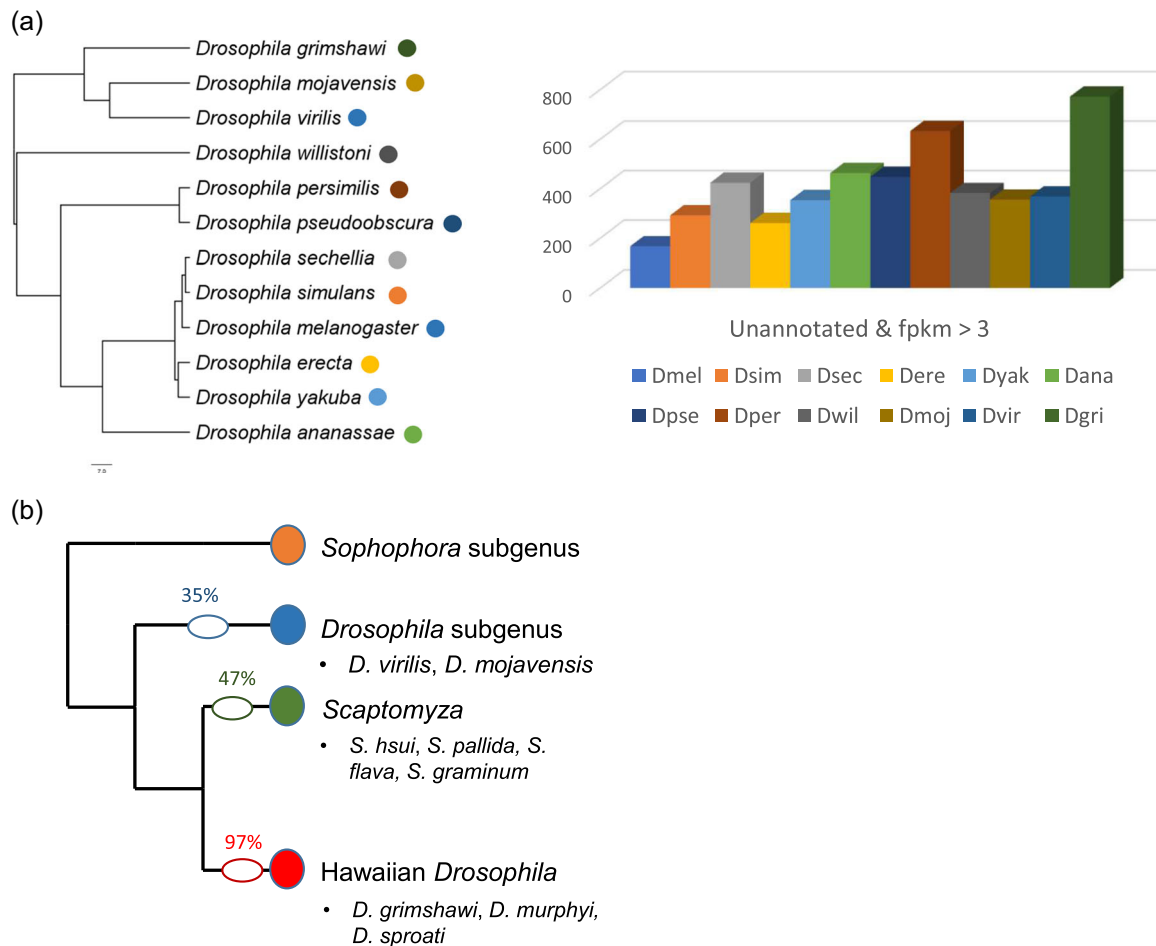 (a)
Drosophila grimshawi
Drosophila mojavensis
Drosophila virilis
Drosophila willistoni
Drosophila persimilis
Drosophila pseudoobscura
Drosophila sechellia
Drosophila simulans
Drosophila melanogaster
Drosophila erecta
Drosophila yakuba
Drosophila ananassae
800
600
400
200
0
Unannotated & fpkm > 3
Dmel Dsim Dsec Dere Dyak Dana
Dpse Dper Dwil Dmoj Dvir Dgri
(b)
Sophophora subgenus
35%
Drosophila subgenus
• D. virilis, D. mojavensis
47%
Scaptomyza
• S. hsui, S. pallida, S.
flava, S. graminum
97%
Hawaiian Drosophila
• D. grimshawi, D. murphyi,
D. sproati